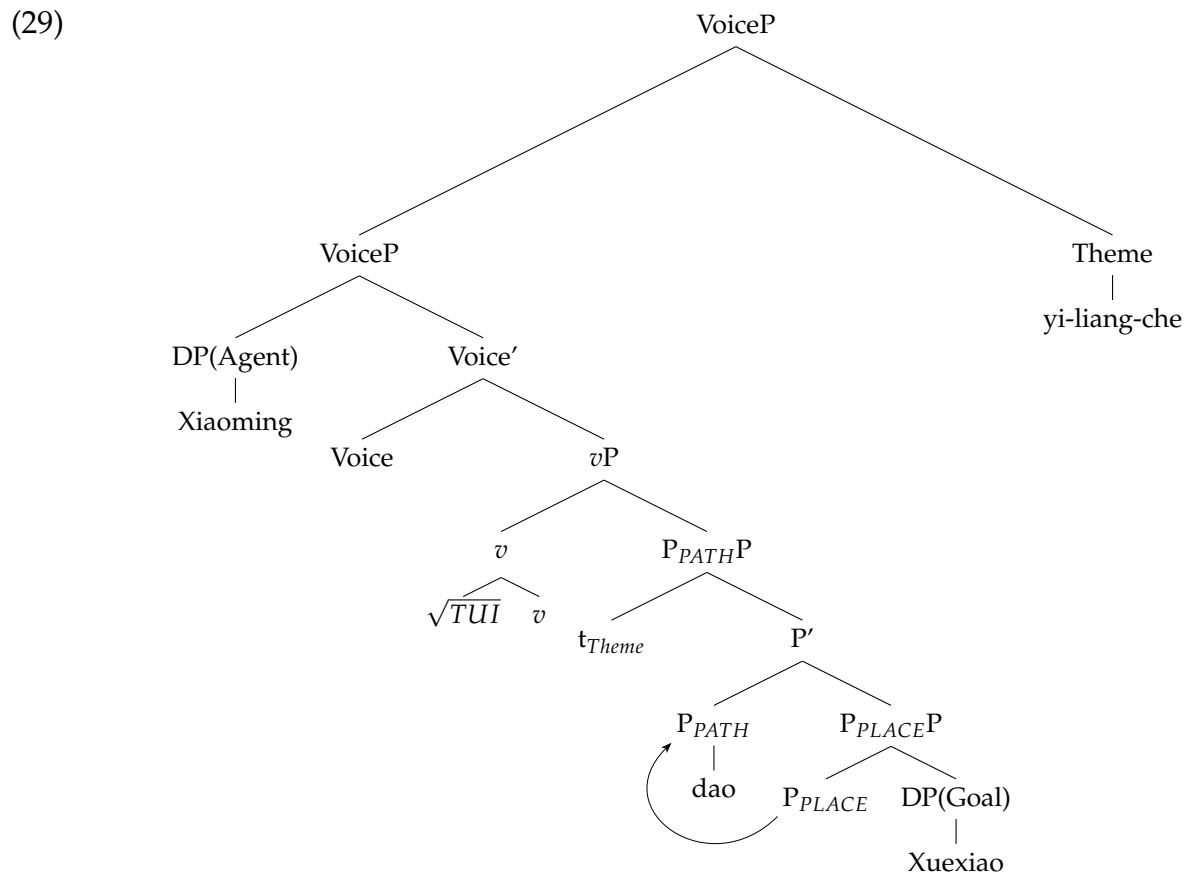 (29)
VoiceP
VoiceP Theme
yi-liang-che
DP(Agent) Voice’
Xiaoming
Voice vP
v P_PATH P
√TUI v
t_Theme P’
P_PATH P_PLACE P
dao
P_PLACE DP(Goal)
Xuexiao